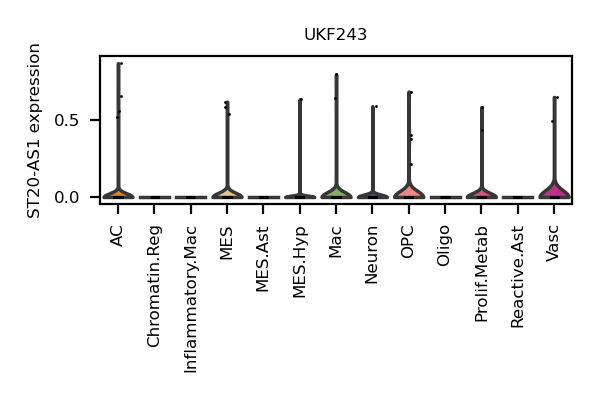 UKF243
ST20-AS1 expression
0.5
0.0
AC
Chromatin.Reg
Inflammatory.Mac
MES
MES.Ast
MES.Hyp
Mac
Neuron
OPC
Oligo
Prolif.Metab
Reactive.Ast
Vasc